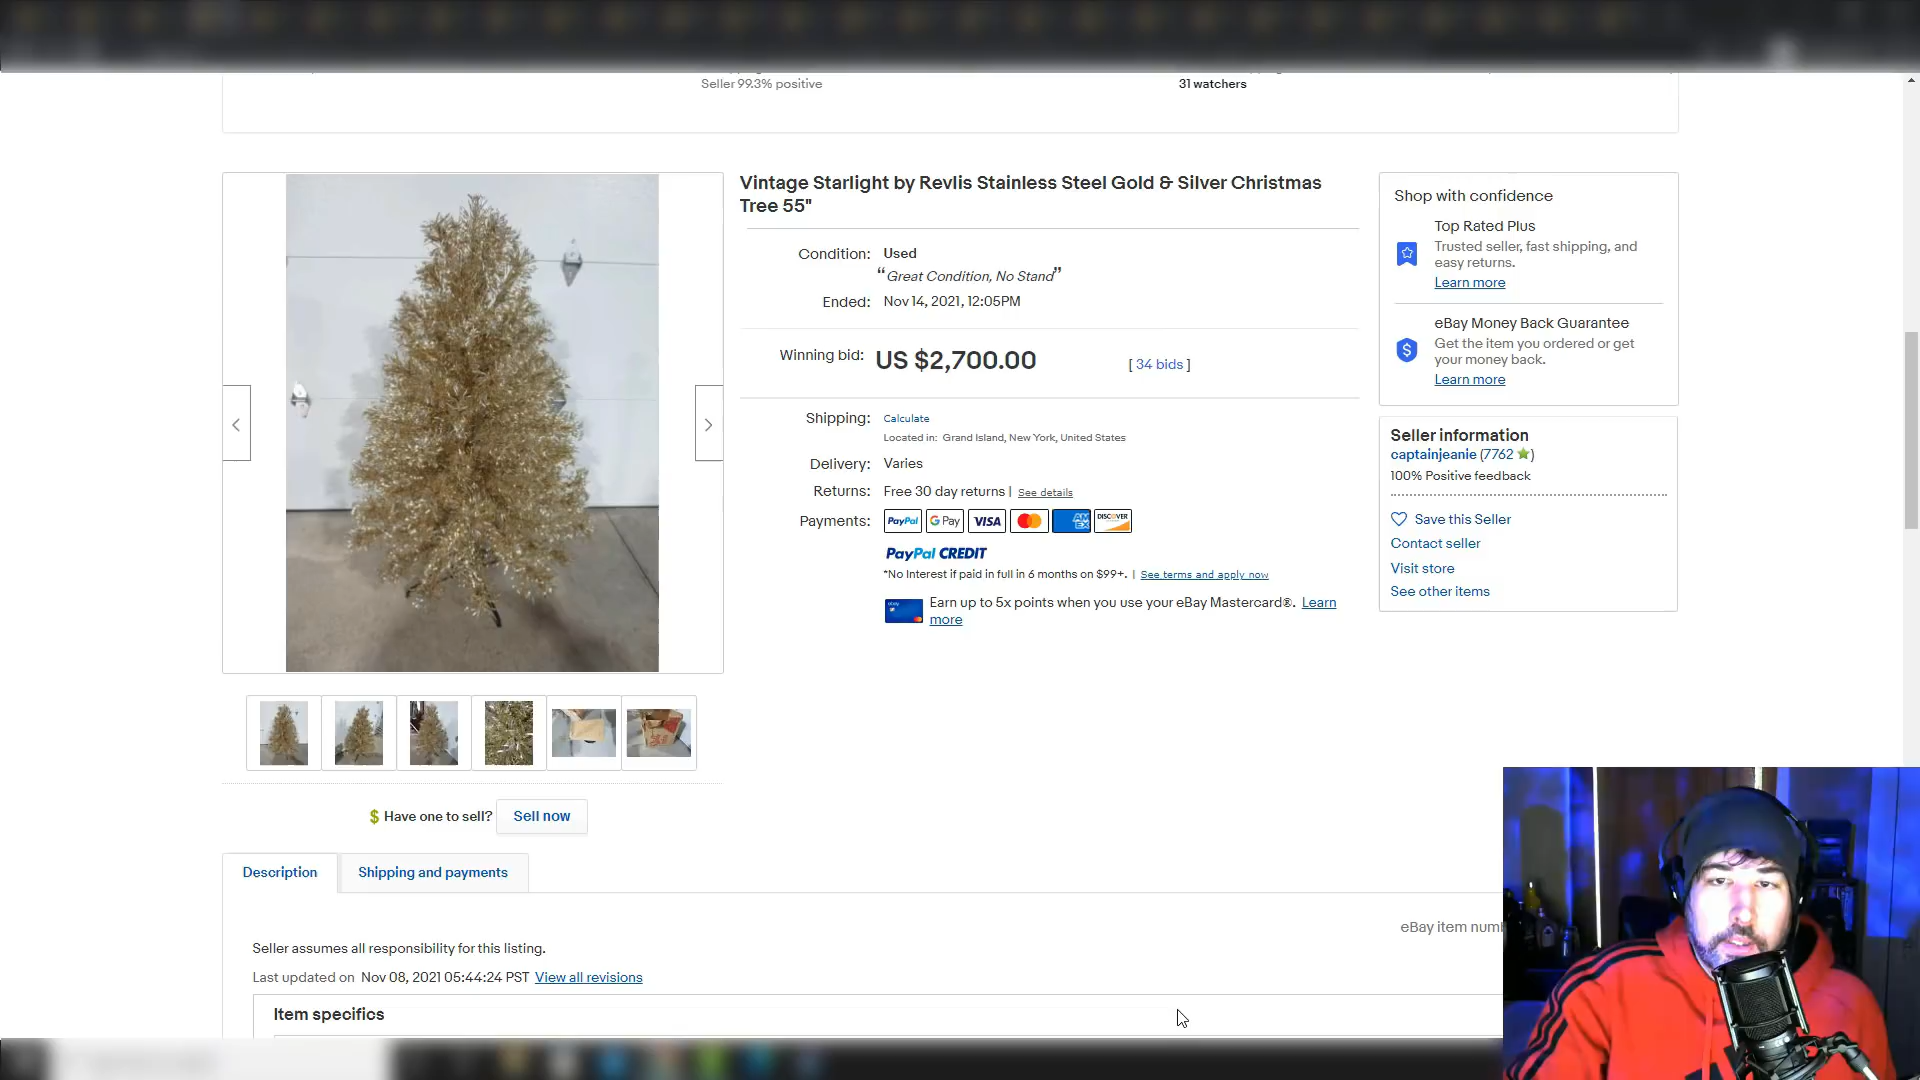 Seller 99.3% positive
31 watchers
Vintage Starlight by Revlis Stainless Steel Gold & Silver Christmas
Tree 55"
Condition: Used
“Great Condition, No Stand”
Ended: Nov 14, 2021, 12:05PM
Winning bid: US $2,700.00 [ 34 bids ]
Shipping: Calculate
Located in: Grand Island, New York, United States
Delivery: Varies
Returns: Free 30 day returns | See details
Payments: PayPal G Pay VISA AMEX DISCOVER
PayPal CREDIT
*No Interest if paid in full in 6 months on $99+. | See terms and apply now
Earn up to 5x points when you use your eBay Mastercard®. Learn
more
Shop with confidence
Top Rated Plus
Trusted seller, fast shipping, and
easy returns.
Learn more
eBay Money Back Guarantee
Get the item you ordered or get
your money back.
Learn more
Seller information
captainjeanie (7762)
100% Positive feedback
Save this Seller
Contact seller
Visit store
See other items
$ Have one to sell? Sell now
Description
Shipping and payments
eBay item num
Seller assumes all responsibility for this listing.
Last updated on Nov 08, 2021 05:44:24 PST View all revisions
Item specifics